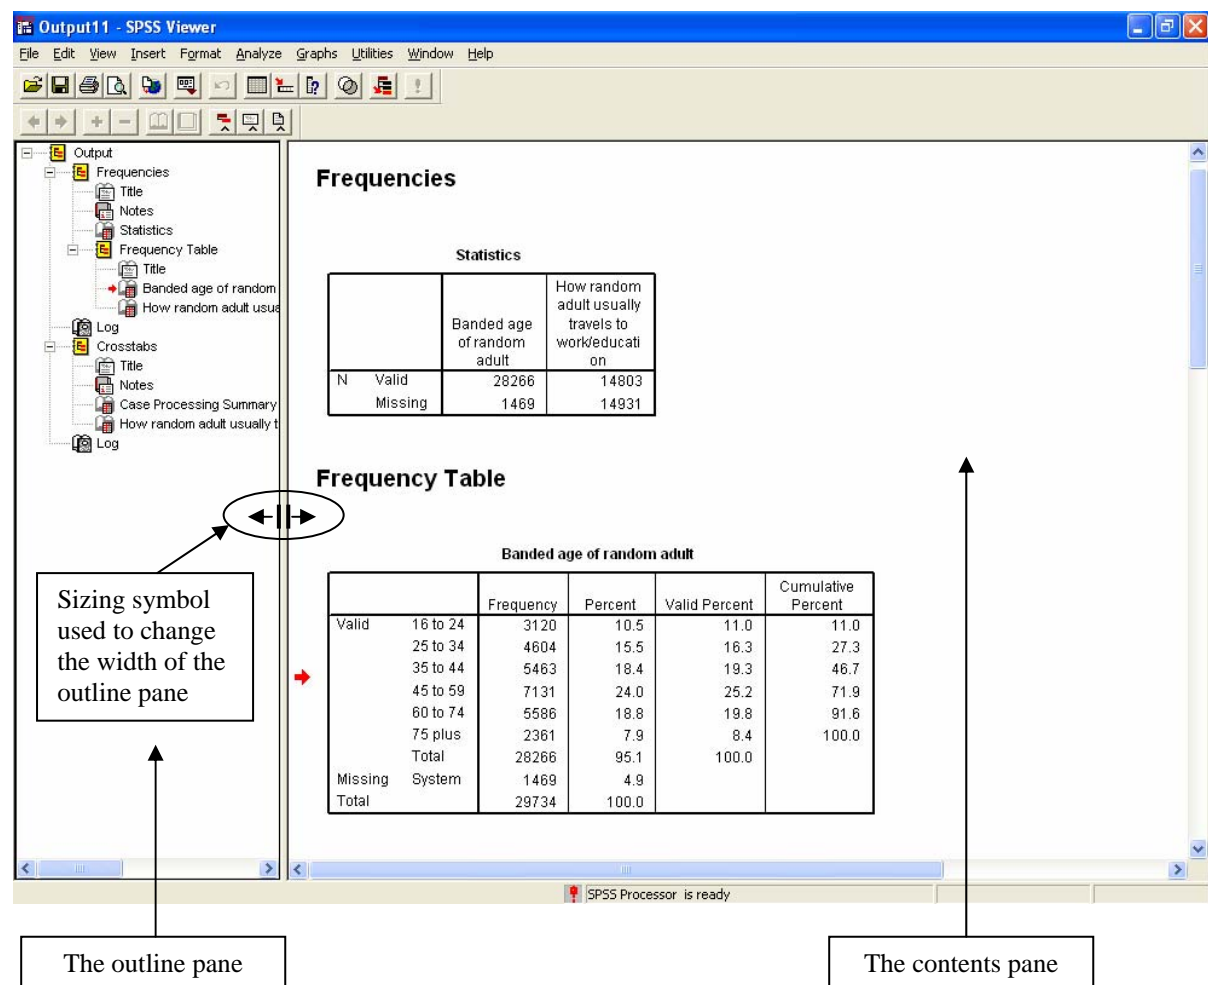 Output11 - SPSS Viewer
File Edit View Insert Format Analyze Graphs Utilities Window Help
Output
Frequencies
Title
Notes
Statistics
Frequency Table
Title
Banded age of random
How random adult usua
Log
Crosstabs
Title
Notes
Case Processing Summary
How random adult usually t
Log
Sizing symbol
used to change
the width of the
outline pane
Frequencies
Statistics
Banded age
of random
adult
How random
adult usually
travels to
work/educati
on
N Valid 28266 14803
Missing 1469 14931
Frequency Table
Banded age of random adult
Frequency Percent Valid Percent Cumulative
Percent
Valid 16 to 24 3120 10.5 11.0 11.0
25 to 34 4604 15.5 16.3 27.3
35 to 44 5463 18.4 19.3 46.7
45 to 59 7131 24.0 25.2 71.9
60 to 74 5586 18.8 19.8 91.6
75 plus 2361 7.9 8.4 100.0
Total 28266 95.1 100.0
Missing System 1469 4.9
Total 29734 100.0
SPSS Processor is ready
The outline pane
The contents pane